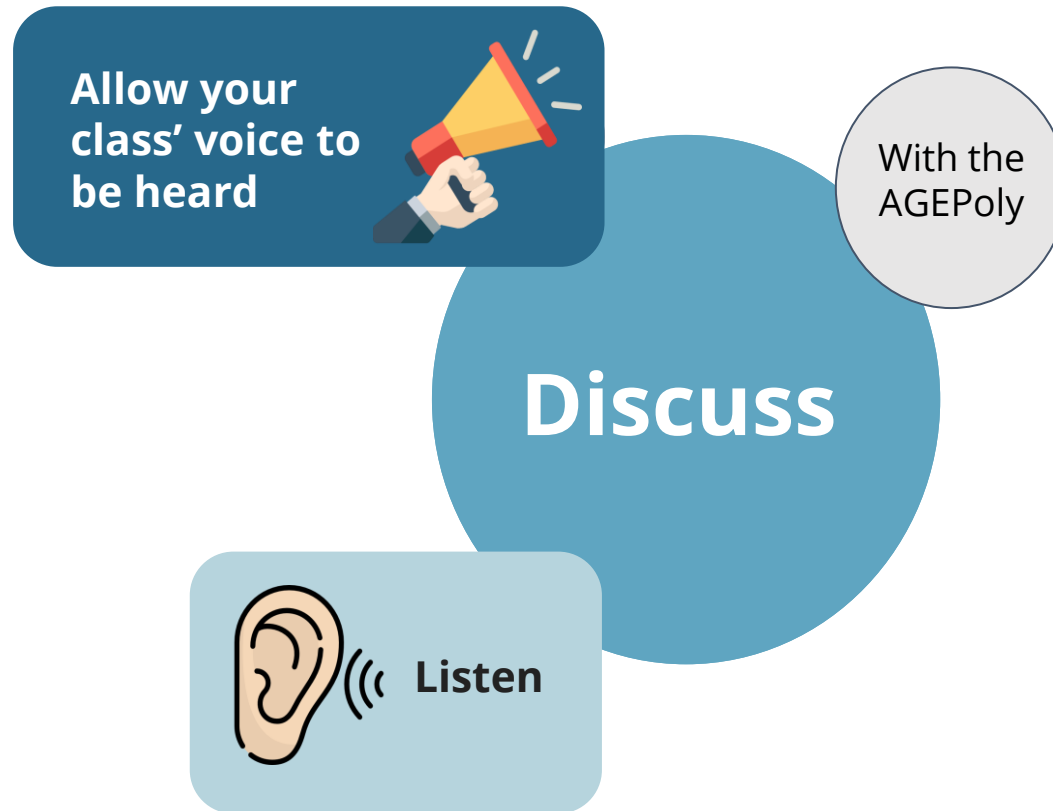 Allow your
class’ voice to
be heard
With the
AGEPoly
Discuss
Listen